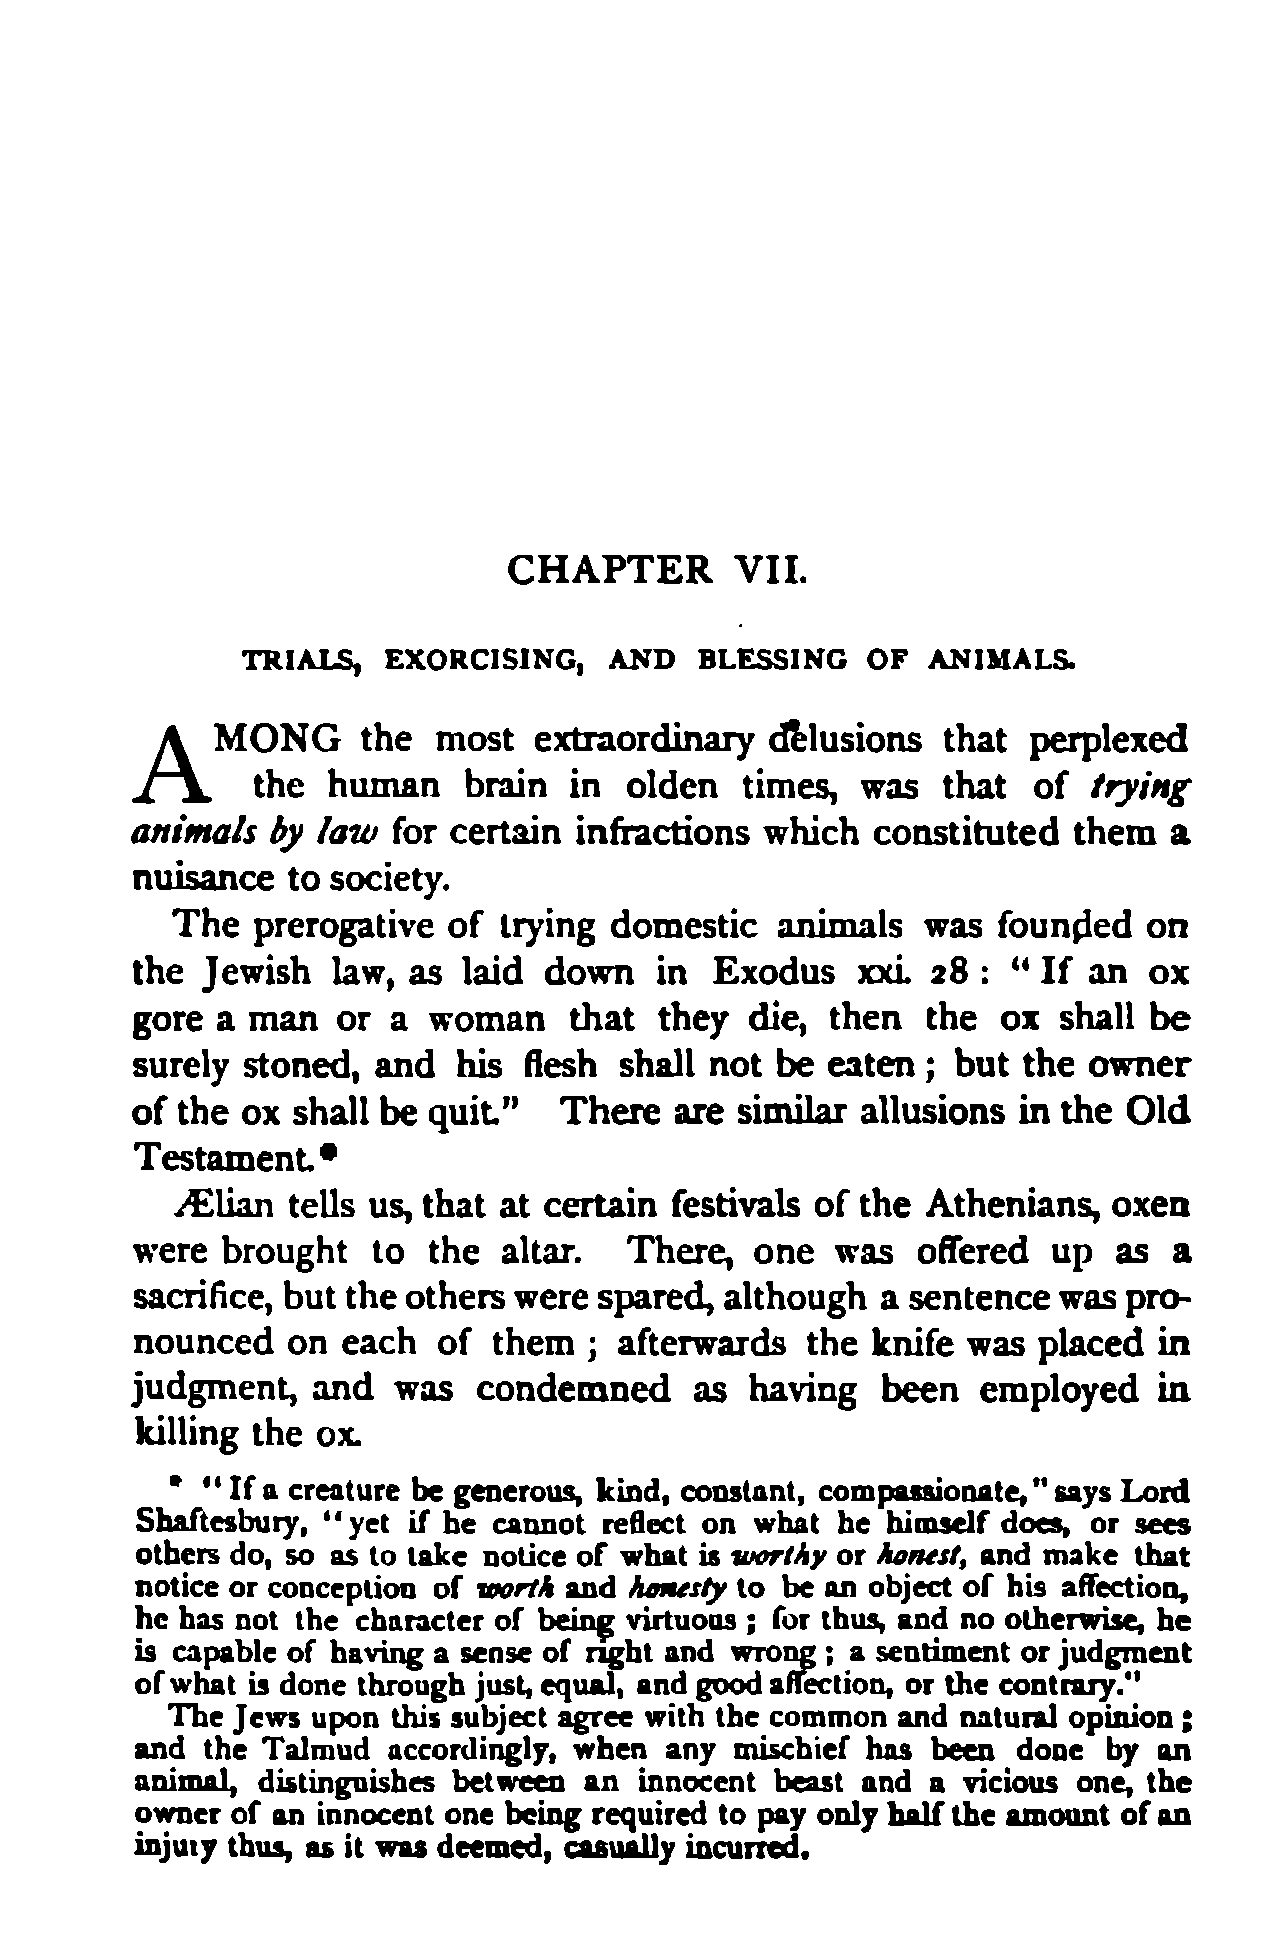 CHAPTER VII.
TRIALS, EXORCISING, AND BLESSING OF ANIMALS.
AMONG the most extraordinary delusions that perplexed
the human brain in olden times, was that of trying
animals by law for certain infractions which constituted them a
nuisance to society.
The prerogative of trying domestic animals was founded on
the Jewish law, as laid down in Exodus xxi. 28 : “ If an ox
gore a man or a woman that they die, then the ox shall be
surely stoned, and his flesh shall not be eaten ; but the owner
of the ox shall be quit.” There are similar allusions in the Old
Testament.*
Ælian tells us, that at certain festivals of the Athenians, oxen
were brought to the altar. There, one was offered up as a
sacrifice, but the others were spared, although a sentence was pro-
nounced on each of them ; afterwards the knife was placed in
judgment, and was condemned as having been employed in
killing the ox.
* “ If a creature be generous, kind, constant, compassionate,” says Lord
Shaftesbury, “ yet if he cannot reflect on what he himself does, or sees
others do, so as to take notice of what is worthy or honest, and make that
notice or conception of worth and honesty to be an object of his affection,
he has not the character of being virtuous ; for thus, and no otherwise, he
is capable of having a sense of right and wrong ; a sentiment or judgment
of what is done through just, equal, and good affection, or the contrary.”
The Jews upon this subject agree with the common and natural opinion ;
and the Talmud accordingly, when any mischief has been done by an
animal, distinguishes between an innocent beast and a vicious one, the
owner of an innocent one being required to pay only half the amount of an
injury thus, as it was deemed, casually incurred.